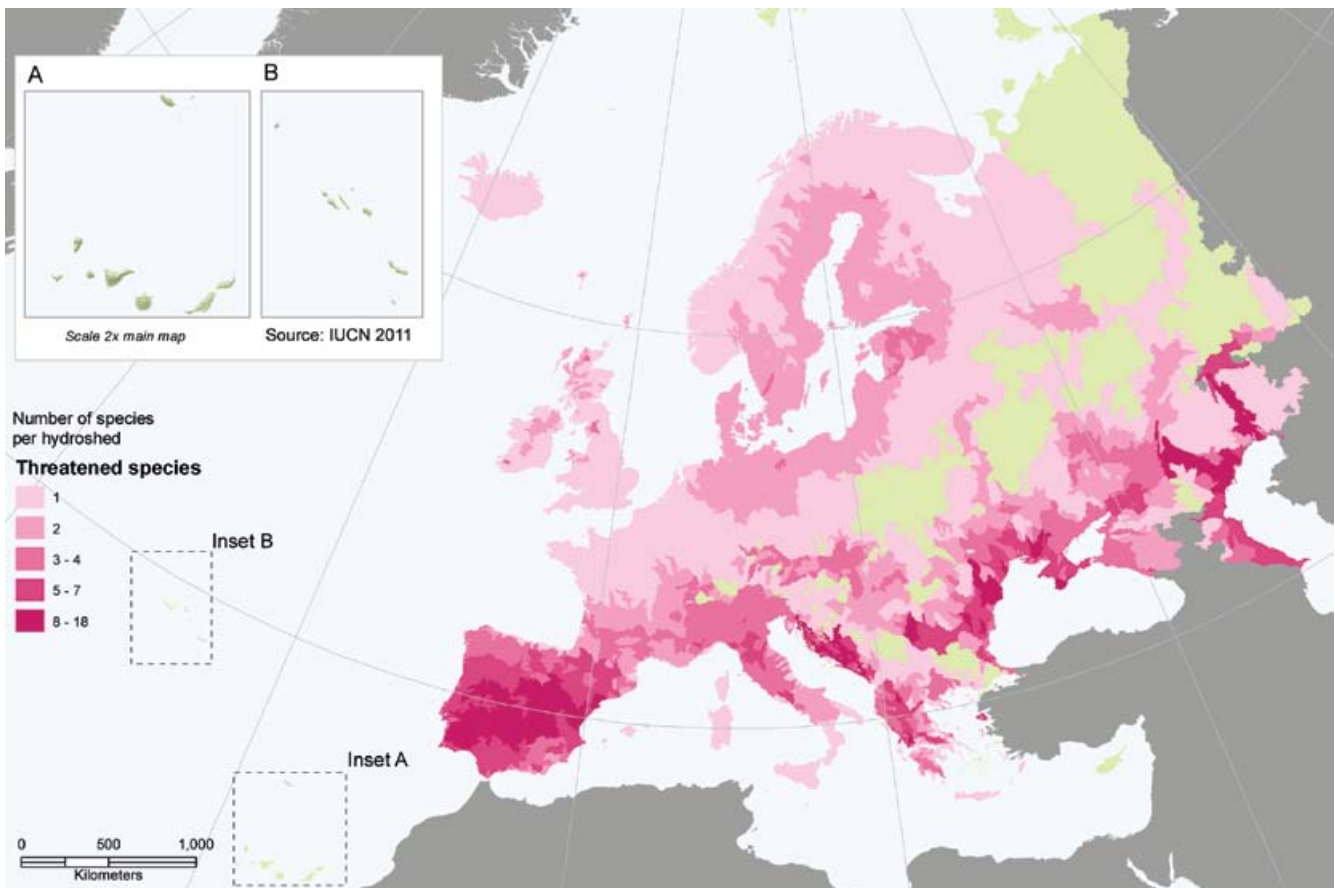 A
B
Scale 2x main map
Source: IUCN 2011
Number of species
per hydroshed
Threatened species
1
2
3 - 4
5 - 7
8 - 18
Inset B
Inset A
0 500 1,000
Kilometers